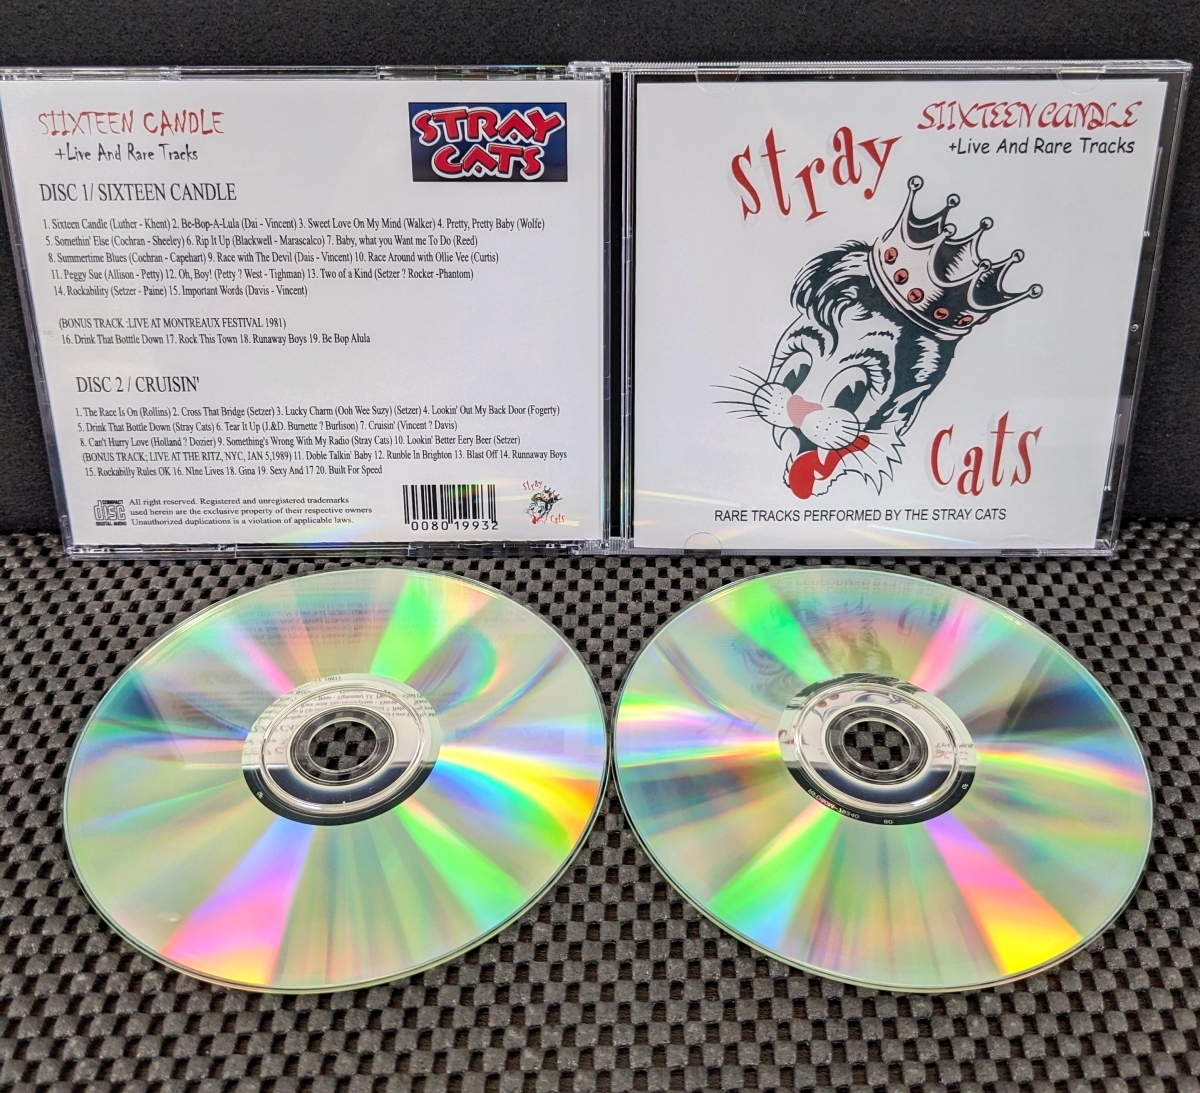 SIIXTEEN CANDLE
+Live And Rare Tracks
STRAY
CATS
DISC 1/ SIXTEEN CANDLE
1. Sixteen Candle (Luther - Khent) 2. Be-Bop-A-Lula (Dai - Vincent) 3. Sweet Love On My Mind (Walker) 4. Pretty, Pretty Baby (Wolfe)
5. Somethin' Else (Cochran - Sheeley) 6. Rip It Up (Blackwell - Marascalco) 7. Baby, what you Want me To Do (Reed)
8. Summertime Blues (Cochran - Capehart) 9. Race with The Devil (Dais - Vincent) 10. Race Around with Ollie Vee (Curtis)
11. Peggy Sue (Allison - Petty) 12. Oh, Boy! (Petty ? West - Tighman) 13. Two of a Kind (Setzer ? Rocker -Phantom)
14. Rockability (Setzer - Paine) 15. Important Words (Davis - Vincent)
(BONUS TRACK :LIVE AT MONTREAUX FESTIVAL 1981)
16. Drink That Botttle Down 17. Rock This Town 18. Runaway Boys 19. Be Bop Alula
DISC 2 / CRUISIN'
1. The Race Is On (Rollins) 2. Cross That Bridge (Setzer) 3. Lucky Charm (Ooh Wee Suzy) (Setzer) 4. Lookin' Out My Back Door (Fogerty)
5. Drink That Bottle Down (Stray Cats) 6. Tear It Up (J.&D. Burnette ? Burlison) 7. Cruisin' (Vincent ? Davis)
8. Can't Hurry Love (Holland ? Dozier) 9. Something's Wrong With My Radio (Stray Cats) 10. Lookin' Better Eery Beer (Setzer)
(BONUS TRACK; LIVE AT THE RITZ, NYC, JAN 5,1989) 11. Doble Talkin' Baby 12. Runble In Brighton 13. Blast Off 14. Runnaway Boys
15. Rockabilly Rules OK 16. NIne Lives 18. Gina 19. Sexy And 17 20. Built For Speed
COMPACT
disc
DIGITAL AUDIO
All right reserved. Registered and unregistered trademarks
used herein are the exclusive property of their respective owners
Unauthorized duplications is a violation of applicable laws.
0080 19932
Stray
Cats
SIIXTEEN CANDLE
+Live And Rare Tracks
Stray
Cats
RARE TRACKS PERFORMED BY THE STRAY CATS